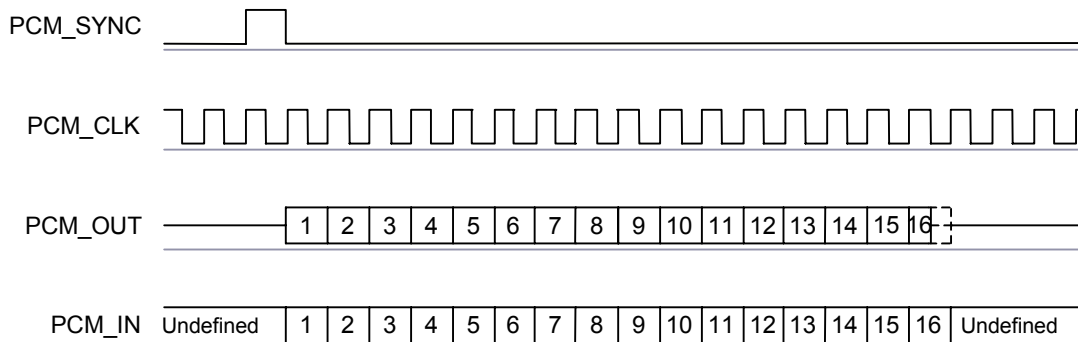 PCM_SYNC
PCM_CLK
PCM_OUT 1 2 3 4 5 6 7 8 9 10 11 12 13 14 15 16
PCM_IN Undefined 1 2 3 4 5 6 7 8 9 10 11 12 13 14 15 16 Undefined